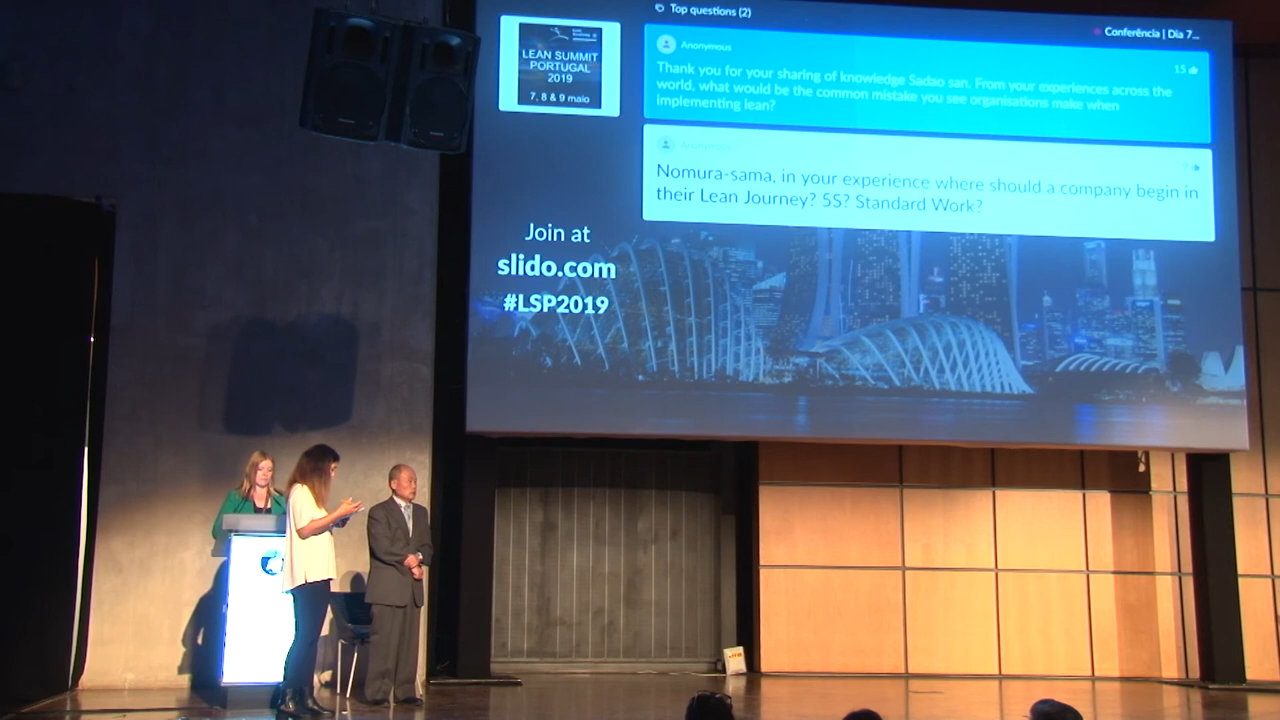 Top questions (2)
Conferência | Dia 7...
LEAN SUMMIT
PORTUGAL
2019
7, 8 & 9 maio
Anonymous
15
Thank you for your sharing of knowledge Sadao san. From your experiences across the
world, what would be the common mistake you see organisations make when
implementing lean?
Anonymous
Nomura-sama, in your experience where should a company begin in
their Lean Journey? 5S? Standard Work?
Join at
slido.com
#LSP2019